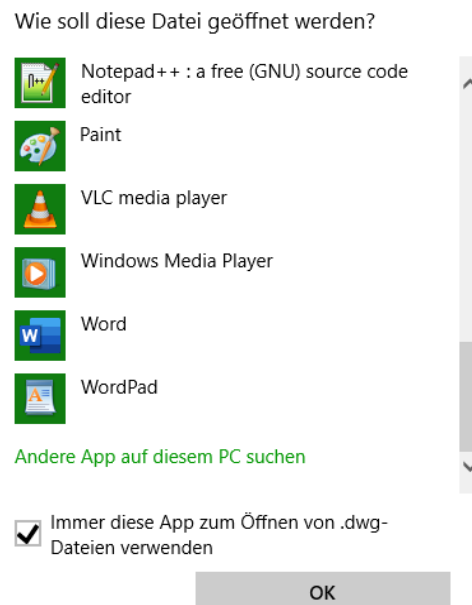 Wie soll diese Datei geöffnet werden?
Notepad++ : a free (GNU) source code
editor
Paint
VLC media player
Windows Media Player
Word
WordPad
Andere App auf diesem PC suchen
Immer diese App zum Öffnen von .dwg-
Dateien verwenden
OK